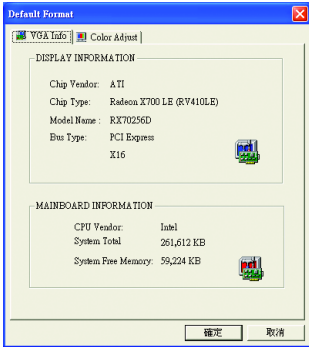 Default Format
VGA Info
Color Adjust
DISPLAY INFORMATION
Chip Vendor: ATI
Chip Type: Radeon X700 LE (RV410LE)
Model Name : RX70256D
Bus Type: PCI Express
X16
MAINBOARD INFORMATION
CPU Vendor: Intel
System Total 261,612 KB
System Free Memory: 59,224 KB
確定
取消